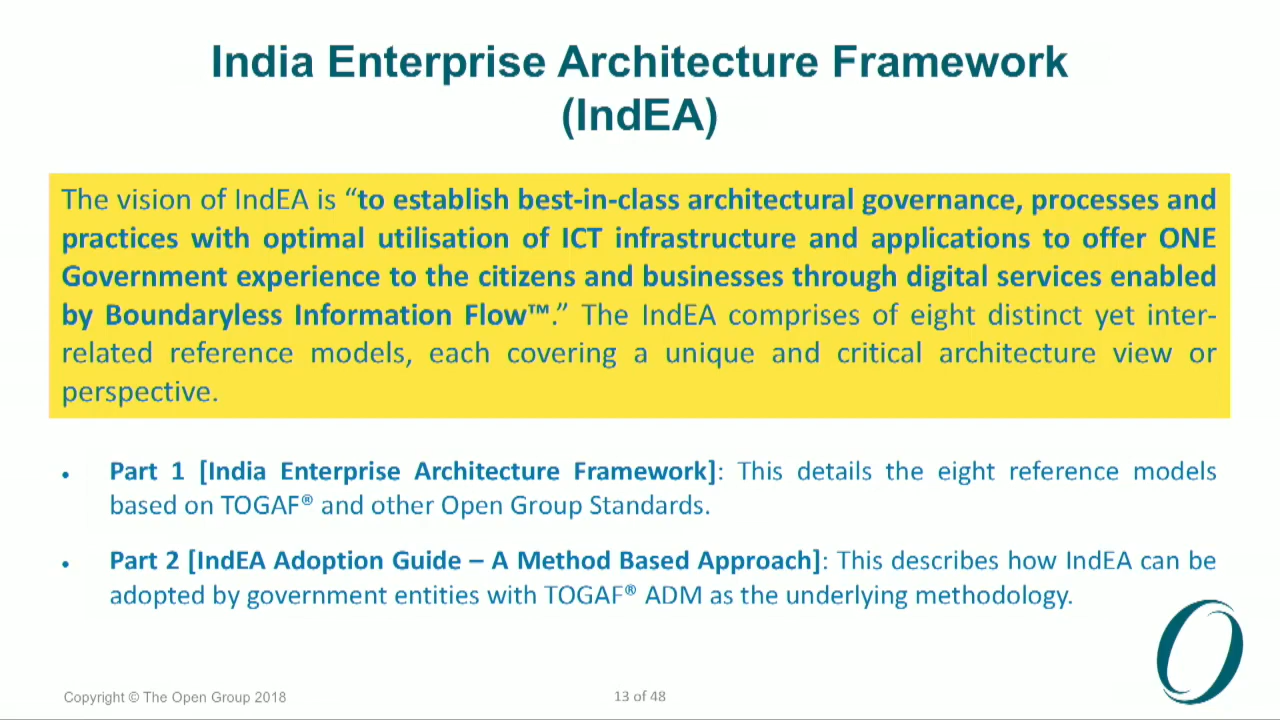 India Enterprise Architecture Framework
(IndEA)
The vision of IndEA is “to establish best-in-class architectural governance, processes and
practices with optimal utilisation of ICT infrastructure and applications to offer ONE
Government experience to the citizens and businesses through digital services enabled
by Boundaryless Information Flow™.” The IndEA comprises of eight distinct yet inter-
related reference models, each covering a unique and critical architecture view or
perspective.
• Part 1 [India Enterprise Architecture Framework]: This details the eight reference models
based on TOGAF® and other Open Group Standards.
• Part 2 [IndEA Adoption Guide – A Method Based Approach]: This describes how IndEA can be
adopted by government entities with TOGAF® ADM as the underlying methodology.
Copyright © The Open Group 2018
13 of 48